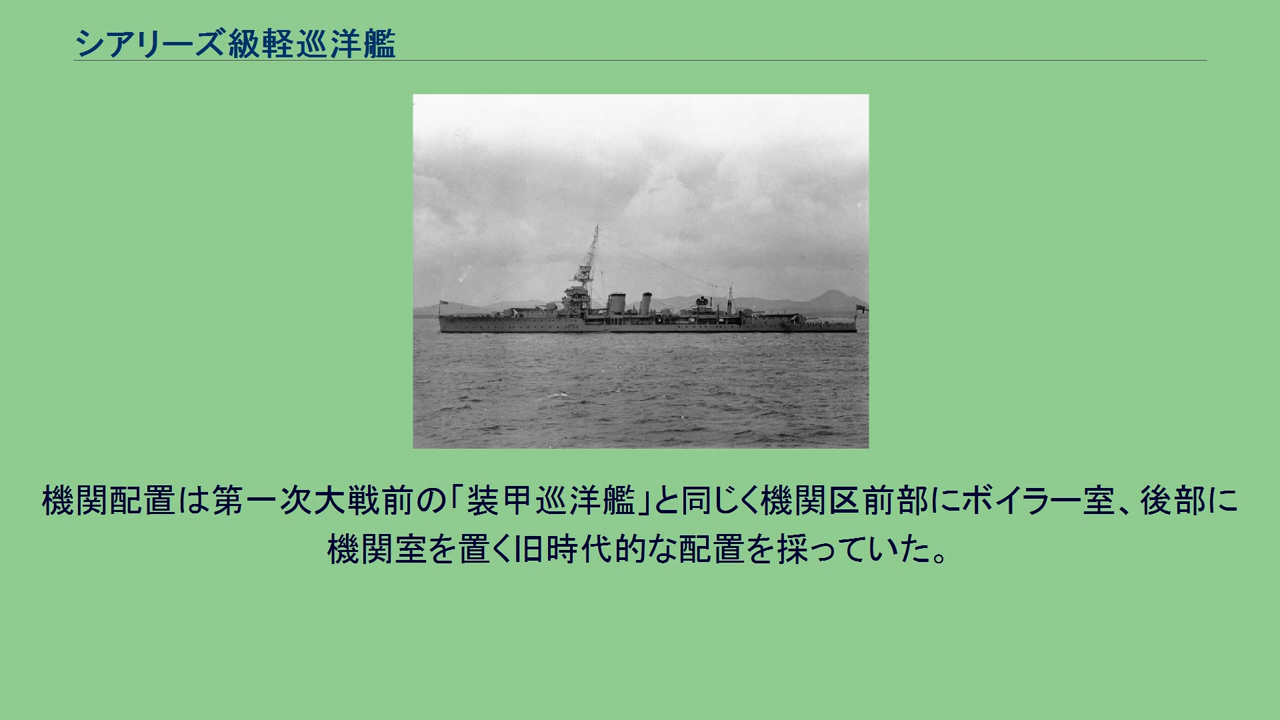 シアリーズ級軽巡洋艦
機関配置は第一次大戦前の「装甲巡洋艦」と同じく機関区前部にボイラー室、後部に
機関室を置く旧時代的な配置を採っていた。